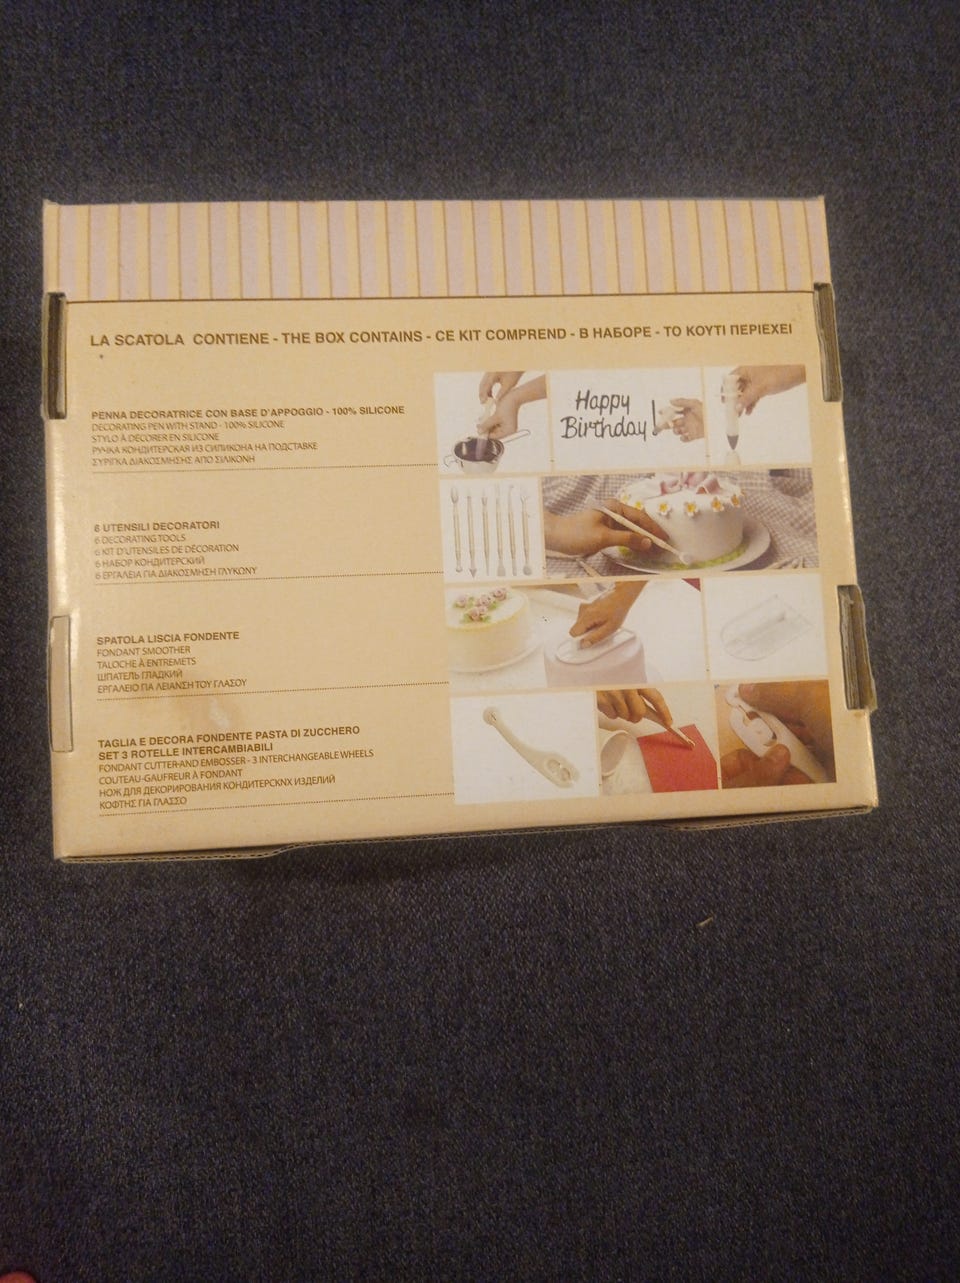 LA SCATOLA CONTIENE - THE BOX CONTAINS - CE KIT COMPREND - В НАБОРЕ - ΤΟ ΚΟΥΤΙ ΠΕΡΙΕΧΕΙ
PENNA DECORATRICE CON BASE D'APPOGGIO - 100% SILICONE
DECORATING PEN WITH STAND - 100% SILICONE
STYLO À DÉCORER EN SILICONE
РУЧКА КОНДИТЕРСКАЯ ИЗ СИЛИКОНА НА ПОДСТАВКЕ
ΣΥΡΙΓΚΑ ΔΙΑΚΟΣΜΗΣΗΣ ΑΠΟ ΣΙΛΙΚΟΝΗ
Happy
Birthday
6 UTENSILI DECORATORI
6 DECORATING TOOLS
6 KIT D'UTENSILES DE DÉCORATION
6 НАБОР КОНДИТЕРСКИЙ
6 ΕΡΓΑΛΕΙΑ ΓΙΑ ΔΙΑΚΟΣΜΗΣΗ ΓΛΥΚΩΝΥ
SPATOLA LISCIA FONDENTE
FONDANT SMOOTHER
TALOCHE À ENTREMETS
ШПАТЕЛЬ ГЛАДКИЙ
ΕΡΓΑΛΕΙΟ ΓΙΑ ΛΕΙΑΝΣΗ ΤΟΥ ΓΛΑΣΟΥ
TAGLIA E DECORA FONDENTE PASTA DI ZUCCHERO
SET 3 ROTELLE INTERCAMBIABILI
FONDANT CUTTER-AND EMBOSSER - 3 INTERCHANGEABLE WHEELS
COUTEAU-GAUFREUR À FONDANT
НОЖ ДЛЯ ДЕКОРИРОВАНИЯ КОНДИТЕРСКNХ ИЗДЕЛИЙ
ΚΟΦΤΗΣ ΓΙΑ ΓΛΑΣΣΟ